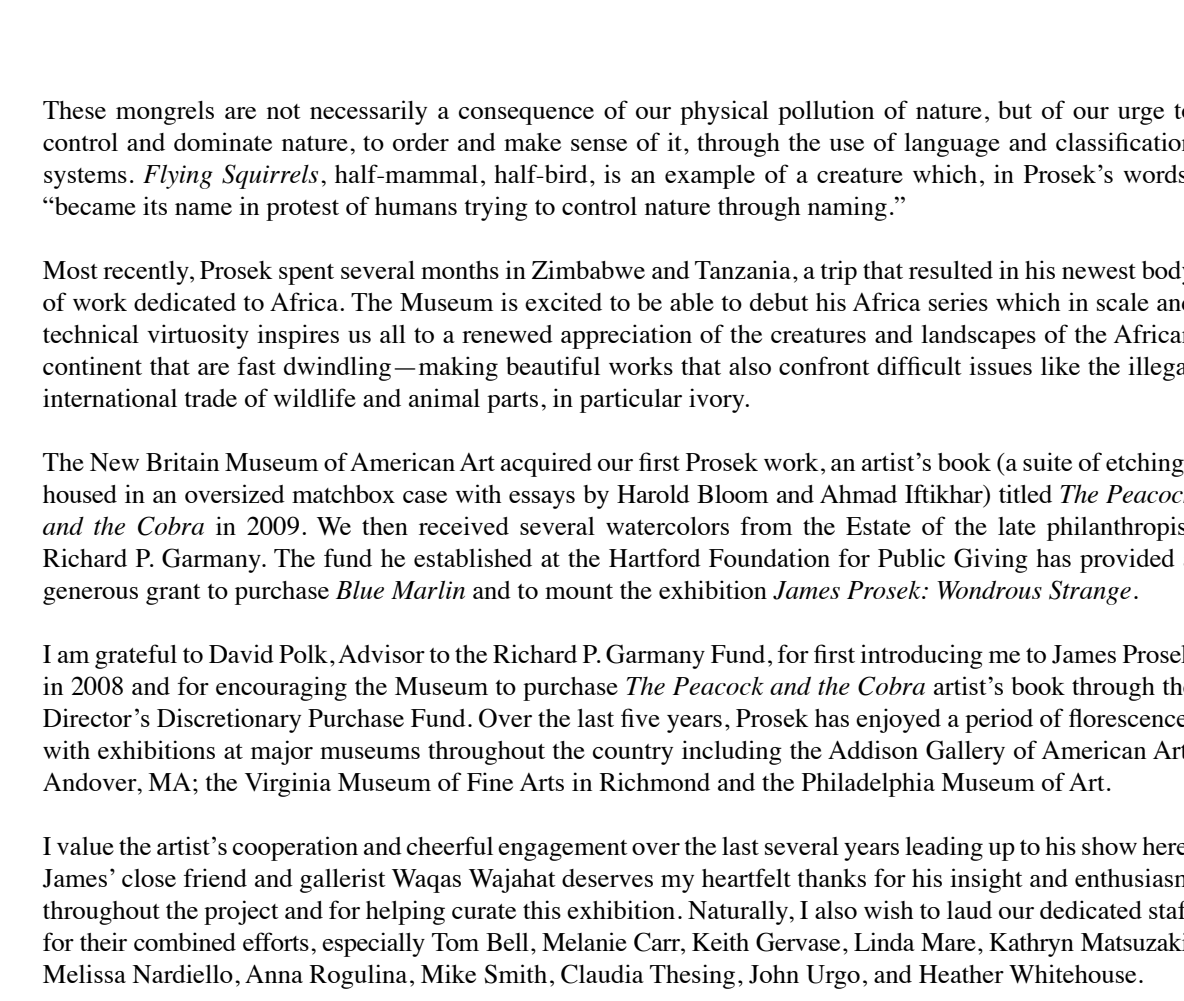 These mongrels are not necessarily a consequence of our physical pollution of nature, but of our urge to
control and dominate nature, to order and make sense of it, through the use of language and classification
systems. Flying Squirrels, half-mammal, half-bird, is an example of a creature which, in Prosek’s words
“became its name in protest of humans trying to control nature through naming.”
Most recently, Prosek spent several months in Zimbabwe and Tanzania, a trip that resulted in his newest body
of work dedicated to Africa. The Museum is excited to be able to debut his Africa series which in scale and
technical virtuosity inspires us all to a renewed appreciation of the creatures and landscapes of the African
continent that are fast dwindling—making beautiful works that also confront difficult issues like the illega
international trade of wildlife and animal parts, in particular ivory.
The New Britain Museum of American Art acquired our first Prosek work, an artist’s book (a suite of etching
housed in an oversized matchbox case with essays by Harold Bloom and Ahmad Iftikhar) titled The Peacock
and the Cobra in 2009. We then received several watercolors from the Estate of the late philanthropis
Richard P. Garmany. The fund he established at the Hartford Foundation for Public Giving has provided a
generous grant to purchase Blue Marlin and to mount the exhibition James Prosek: Wondrous Strange.
I am grateful to David Polk, Advisor to the Richard P. Garmany Fund, for first introducing me to James Prosek
in 2008 and for encouraging the Museum to purchase The Peacock and the Cobra artist’s book through the
Director’s Discretionary Purchase Fund. Over the last five years, Prosek has enjoyed a period of florescence
with exhibitions at major museums throughout the country including the Addison Gallery of American Art
Andover, MA; the Virginia Museum of Fine Arts in Richmond and the Philadelphia Museum of Art.
I value the artist’s cooperation and cheerful engagement over the last several years leading up to his show here
James’ close friend and gallerist Waqas Wajahat deserves my heartfelt thanks for his insight and enthusiasm
throughout the project and for helping curate this exhibition. Naturally, I also wish to laud our dedicated staf
for their combined efforts, especially Tom Bell, Melanie Carr, Keith Gervase, Linda Mare, Kathryn Matsuzaki
Melissa Nardiello, Anna Rogulina, Mike Smith, Claudia Thesing, John Urgo, and Heather Whitehouse.